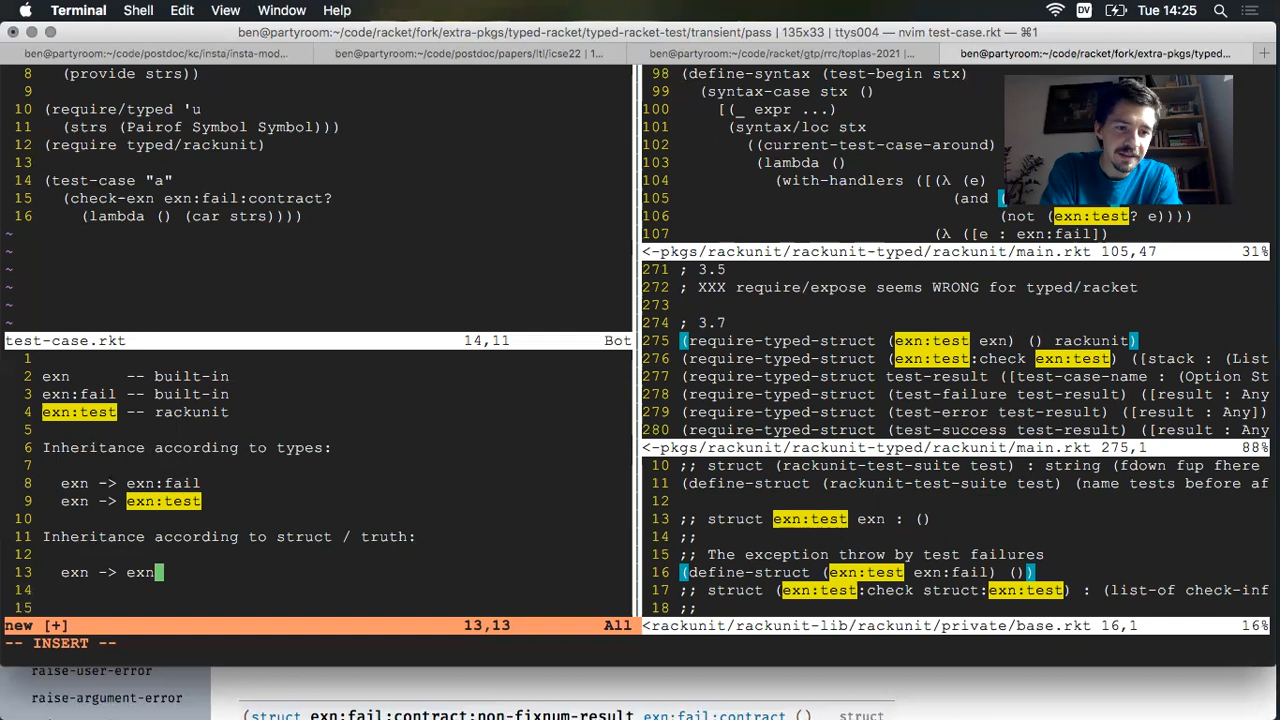 Terminal Shell Edit View Window Help DV Tue 14:25
ben@partyroom:~/code/racket/fork/extra-pkgs/typed-racket/typed-racket-test/transient/pass | 135x33 | ttys004 — nvim test-case.rkt — ⌘1
ben@partyroom:~/code/postdoc/kc/insta/insta-mod... ben@partyroom:~/code/postdoc/papers/ltl/icse22 | 1... ben@partyroom:~/code/racket/gtp/rrc/toplas-2021 |... ben@partyroom:~/code/racket/fork/extra-pkgs/typed...
8 (provide strs))
9
10 (require/typed 'u
11 (strs (Pairof Symbol Symbol)))
12 (require typed/rackunit)
13
14 (test-case "a"
15 (check-exn exn:fail:contract?
16 (lambda () (car strs))))
~
~
~
~
~
test-case.rkt 14,11 Bot
1
2 exn -- built-in
3 exn:fail -- built-in
4 exn:test -- rackunit
5
6 Inheritance according to types:
7
8 exn -> exn:fail
9 exn -> exn:test
10
11 Inheritance according to struct / truth:
12
13 exn -> exn
14
15
new [+] 13,13 All
-- INSERT --
98 (define-syntax (test-begin stx)
99 (syntax-case stx ()
100 [(_ expr ...)
101 (syntax/loc stx
102 ((current-test-case-around)
103 (lambda ()
104 (with-handlers ([(λ (e)
105 (and (
106 (not (exn:test? e))))
107 (λ ([e : exn:fail])
<-pkgs/rackunit/rackunit-typed/rackunit/main.rkt 105,47 31%
271 ; 3.5
272 ; XXX require/expose seems WRONG for typed/racket
273
274 ; 3.7
275 (require-typed-struct (exn:test exn) () rackunit)
276 (require-typed-struct (exn:test:check exn:test) ([stack : (List
277 (require-typed-struct test-result ([test-case-name : (Option St
278 (require-typed-struct (test-failure test-result) ([result : Any
279 (require-typed-struct (test-error test-result) ([result : Any])
280 (require-typed-struct (test-success test-result) ([result : Any
<-pkgs/rackunit/rackunit-typed/rackunit/main.rkt 275,1 88%
10 ;; struct (rackunit-test-suite test) : string (fdown fup fhere
11 (define-struct (rackunit-test-suite test) (name tests before af
12
13 ;; struct exn:test exn : ()
14 ;;
15 ;; The exception throw by test failures
16 (define-struct (exn:test exn:fail) ())
17 ;; struct (exn:test:check struct:exn:test) : (list-of check-inf
18 ;;
<rackunit/rackunit-lib/rackunit/private/base.rkt 16,1 16%
raise-user-error
raise-argument-error
(struct exn:fail:contract:non-fixnum-result exn:fail:contract () struct